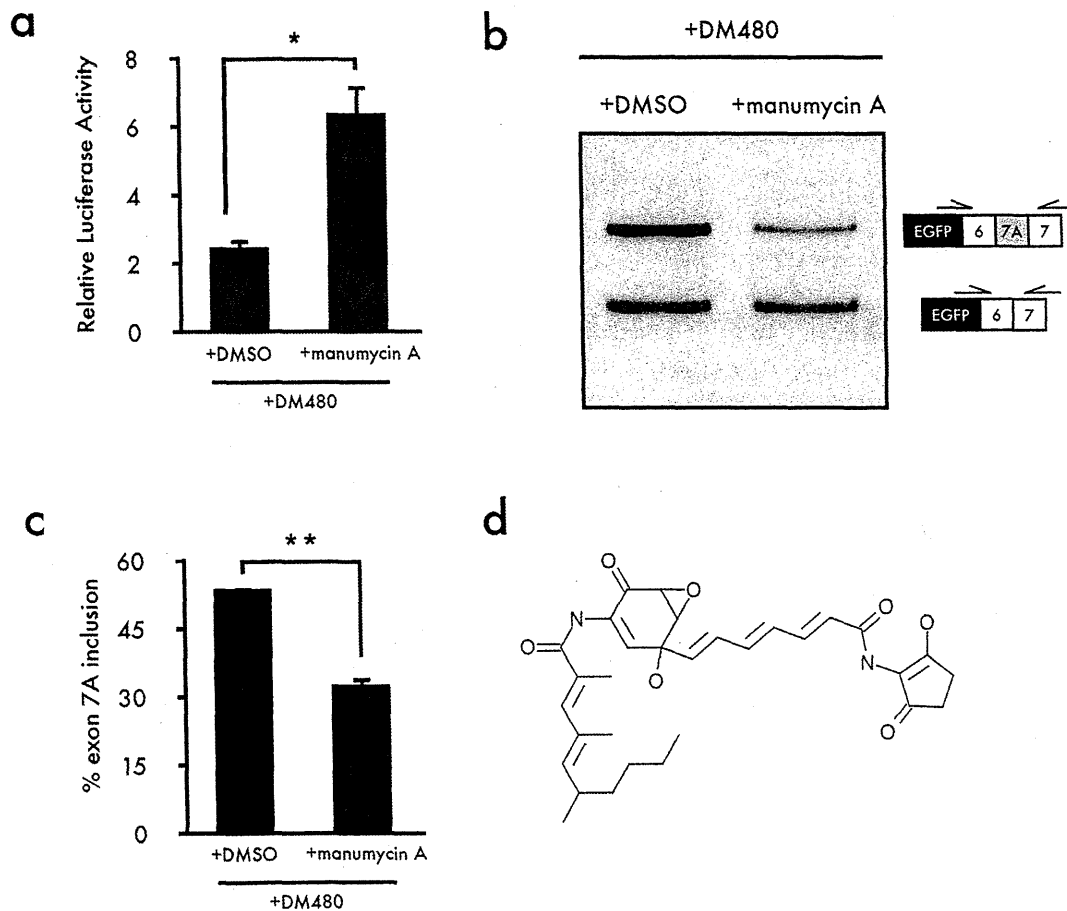 a
8
6
4
2
0
Relative Luciferase Activity
*
+DMSO
+manumycin A
+DM480
b
+DM480
+DMSO
+manumycin A
EGFP 6 7A 7
EGFP 6 7
c
60
45
30
15
0
% exon 7A inclusion
**
+DMSO
+manumycin A
+DM480
d
O
O
N
O
O
O
N
O
O